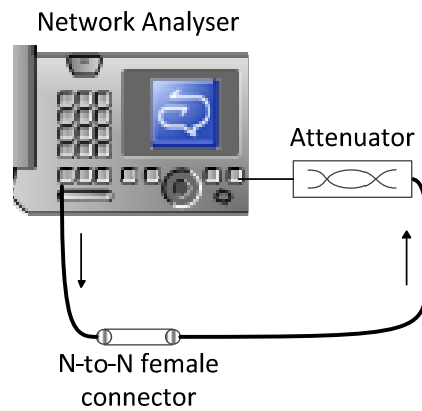 Network Analyser
Attenuator
N-to-N female
connector